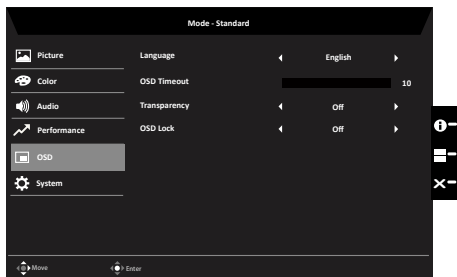 Mode - Standard
Picture
Language
English
Color
OSD Timeout
10
Audio
Transparency
Off
Performance
OSD Lock
Off
OSD
System
Move
Enter